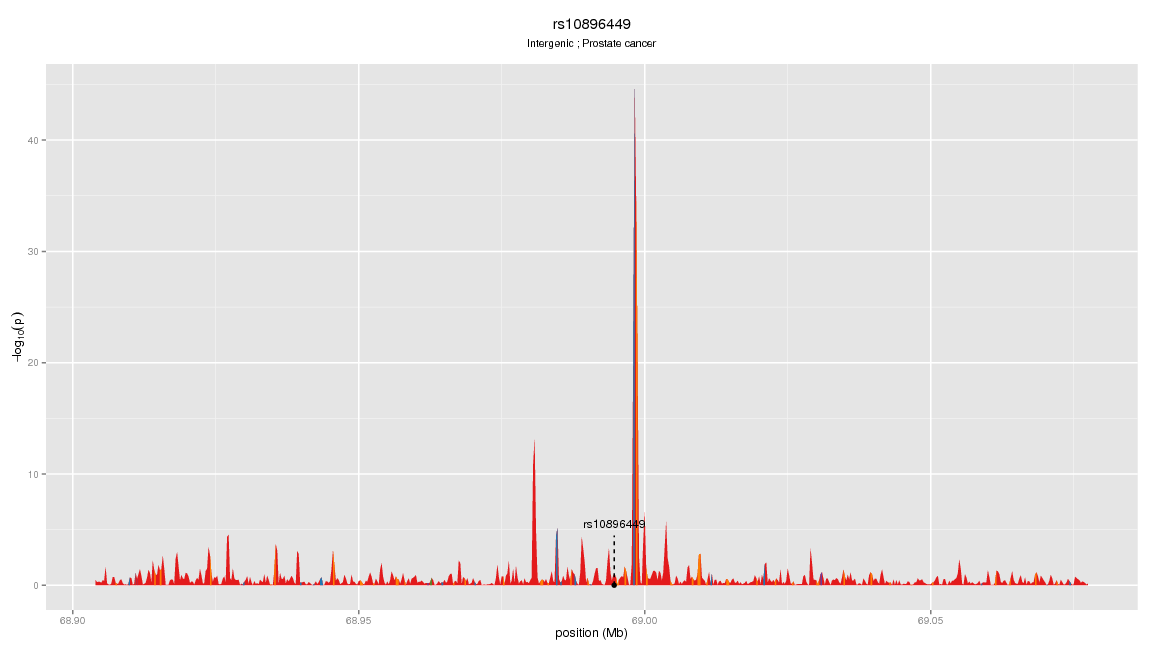 rs10896449
Intergenic ; Prostate cancer
40
30
20
10
0
−log10(p)
rs10896449
68.90
68.95
69.00
69.05
position (Mb)